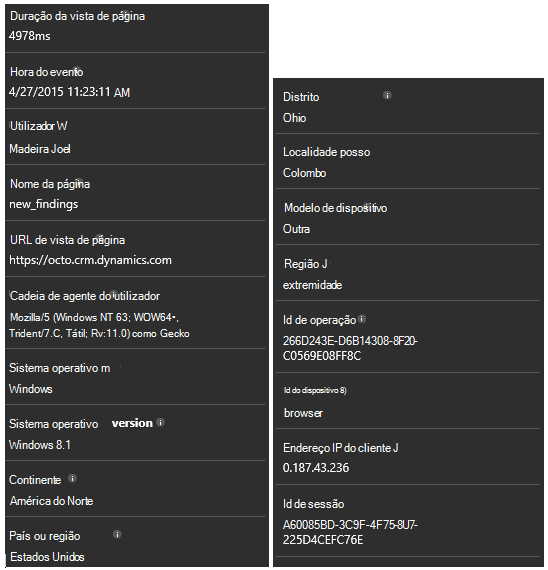 Duração da vista de página
4978ms
Hora do evento
4/27/2015 11:23:11 AM
Utilizador W
Madeira Joel
Nome da página
new_findings
URL de vista de página
https://octo.crm.dynamics.com
Cadeia de agente do utilizador
Mozilla/5 (Windows NT 63; WOW64•,
Trident/7.C, Tátil; Rv:11.0) como Gecko
Sistema operativo m
Windows
Sistema operativo version
Windows 8.1
Continente
América do Norte
País ou região
Estados Unidos
Distrito
Ohio
Localidade posso
Colombo
Modelo de dispositivo
Outra
Região J
extremidade
Id de operação
266D243E-D6B14308-8F20-
C0569E08FF8C
Id do dispositivo 8)
browser
Endereço IP do cliente J
0.187.43.236
Id de sessão
A60085BD-3C9F-4F75-8U7-
225D4CEFC76E